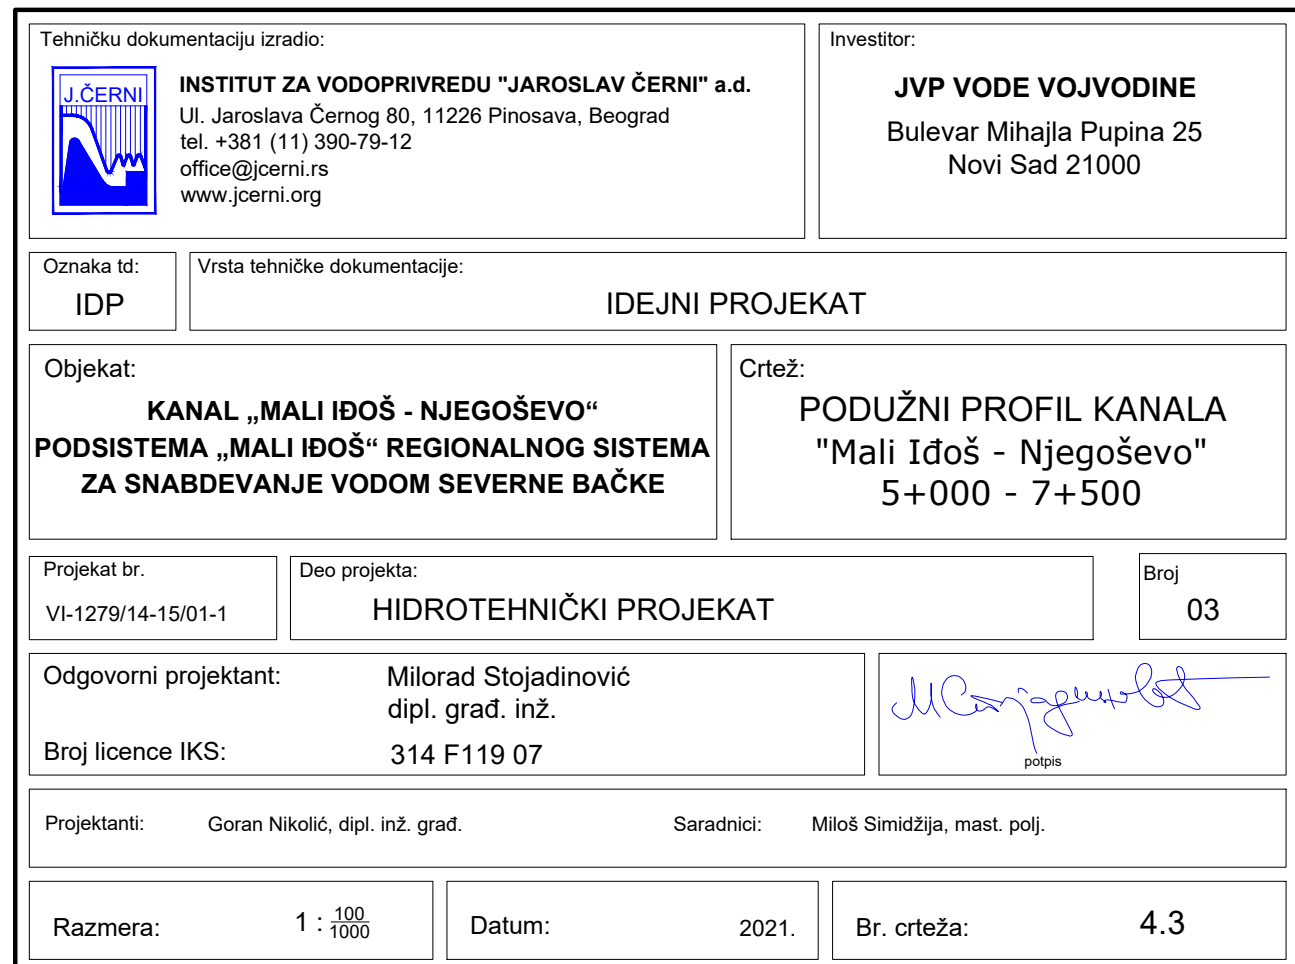 Tehničku dokumentaciju izradio:
J.ČERNI
INSTITUT ZA VODOPRIVREDU "JAROSLAV ČERNI" a.d.
Ul. Jaroslava Černog 80, 11226 Pinosava, Beograd
tel. +381 (11) 390-79-12
office@jcerni.rs
www.jcerni.org
Investitor:
JVP VODE VOJVODINE
Bulevar Mihajla Pupina 25
Novi Sad 21000
Oznaka td:
IDP
Vrsta tehničke dokumentacije:
IDEJNI PROJEKAT
Objekat:
KANAL „MALI IĐOŠ - NJEGOŠEVO“
PODSISTEMA „MALI IĐOŠ“ REGIONALNOG SISTEMA
ZA SNABDEVANJE VODOM SEVERNE BAČKE
Crtež:
PODUŽNI PROFIL KANALA
"Mali Iđoš - Njegoševo"
5+000 - 7+500
Projekat br.
VI-1279/14-15/01-1
Deo projekta:
HIDROTEHNIČKI PROJEKAT
Broj
03
Odgovorni projektant: Milorad Stojadinović
dipl. građ. inž.
Broj licence IKS: 314 F119 07
potpis
Projektanti: Goran Nikolić, dipl. inž. građ. Saradnici: Miloš Simidžija, mast. polj.
Razmera: 1 : 100/1000
Datum: 2021.
Br. crteža: 4.3